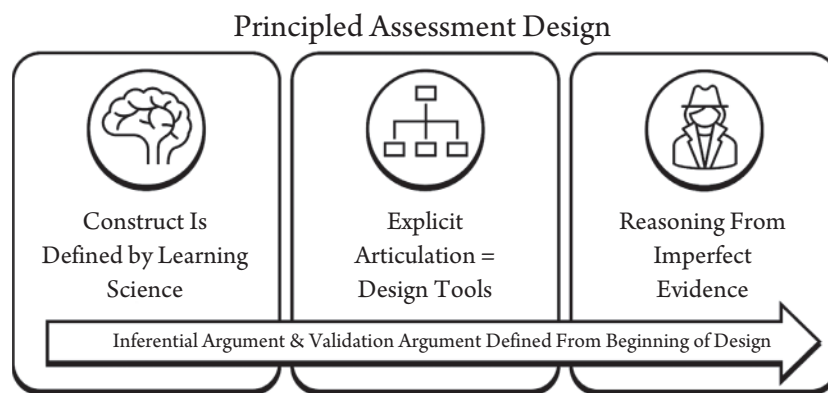 Principled Assessment Design
Construct Is
Defined by Learning
Science
Explicit
Articulation =
Design Tools
Reasoning From
Imperfect
Evidence
Inferential Argument & Validation Argument Defined From Beginning of Design